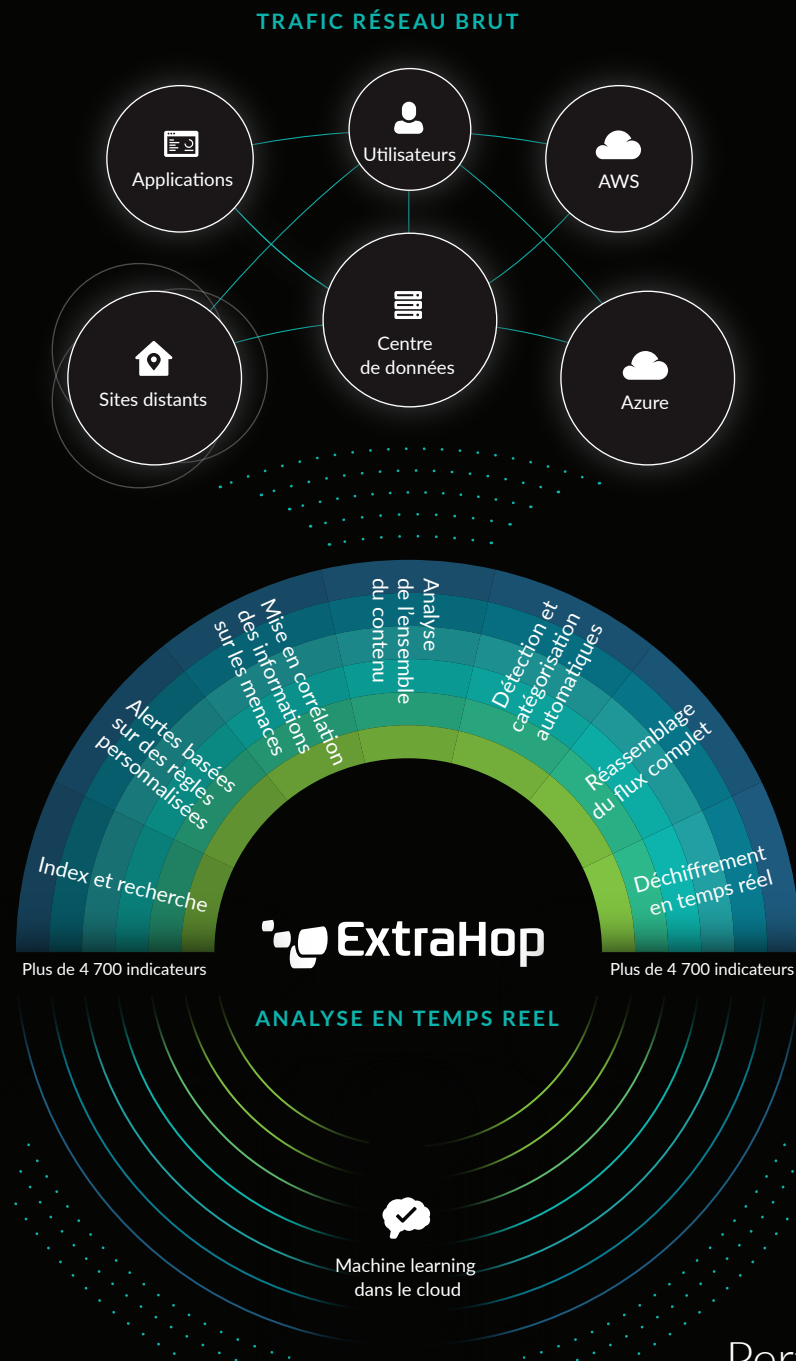 TRAFIC RÉSEAU BRUT
Applications
Utilisateurs
AWS
Sites distants
Centre
de données
Azure
Index et recherche
Alertes basées
sur des règles
personnalisées
Mise en corrélation
des informations
sur les menaces
Analyse
de l'ensemble
du contenu
Détection et
catégorisation
automatiques
Réassemblage
du flux complet
Déchiffrement
en temps réel
ExtraHop
Plus de 4 700 indicateurs
Plus de 4 700 indicateurs
ANALYSE EN TEMPS REEL
Machine learning
dans le cloud